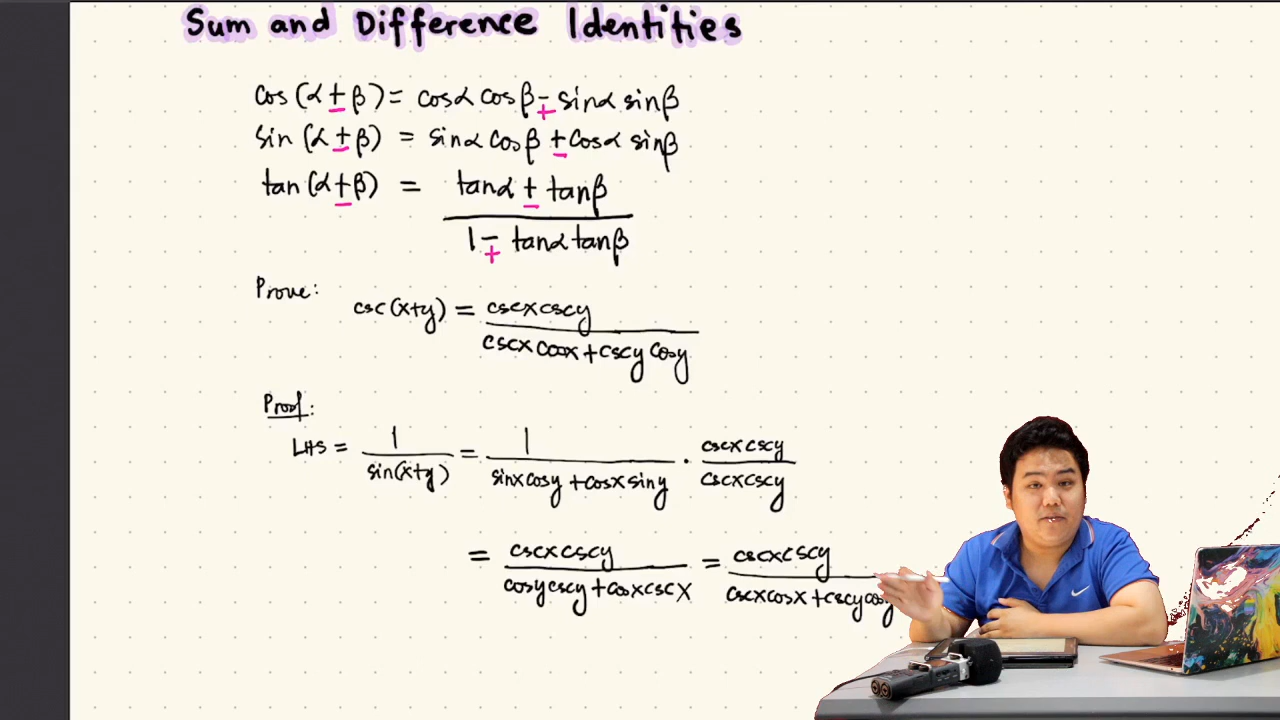 Sum and Difference Identities
cos(α ± β) = cosα cosβ ∓ sinα sinβ
sin(α ± β) = sinα cosβ ± cosα sinβ
tan(α ± β) = tanα ± tanβ
1 ∓ tanα tanβ
Prove:
csc(x+y) = cscx cscy
cscx cosx + cscy cosy
Proof:
LHS = 1 = 1 · cscx cscy
sin(x+y) sinx cosy + cosx siny cscx cscy
= cscx cscy = cscx cscy
cosy cscy + cosx cscx cscx cosx + cscy cosy